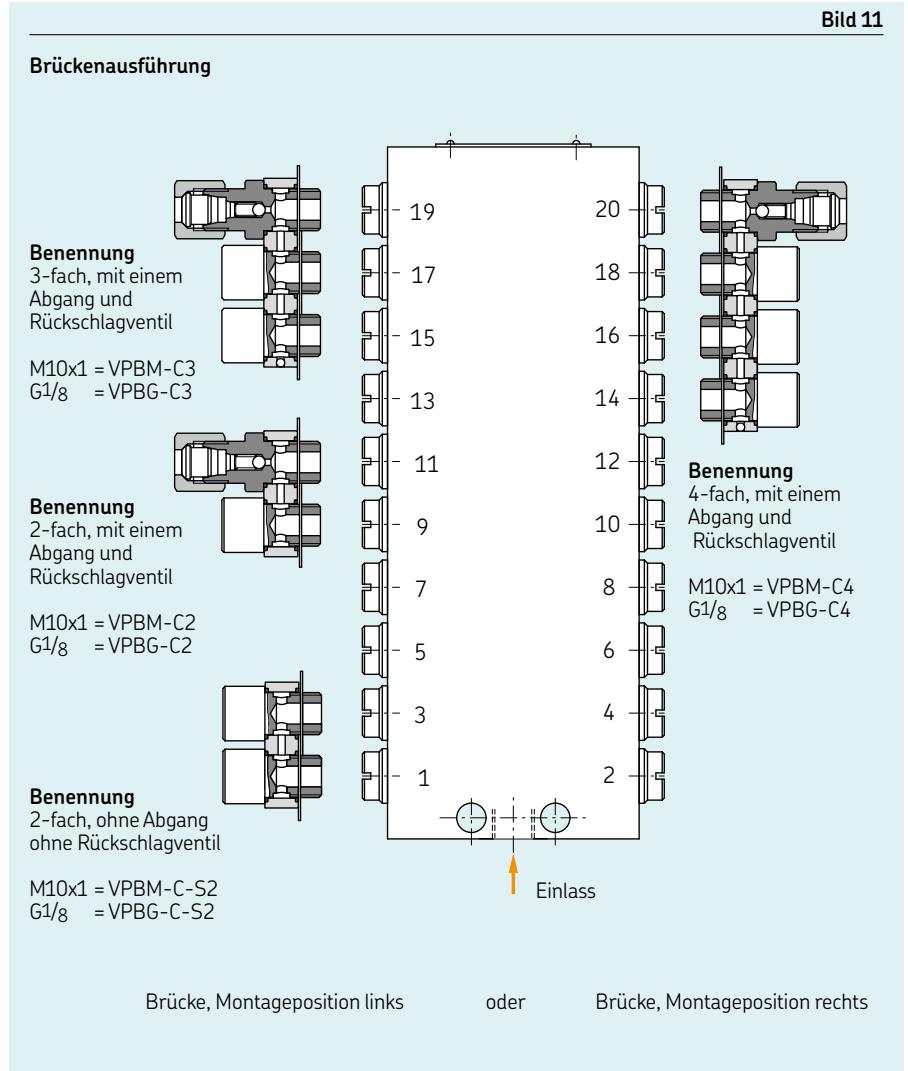 Bild 11
Brückenausführung
Benennung
3-fach, mit einem
Abgang und
Rückschlagventil
M10x1 = VPBM-C3
G1/8 = VPBG-C3
Benennung
2-fach, mit einem
Abgang und
Rückschlagventil
M10x1 = VPBM-C2
G1/8 = VPBG-C2
Benennung
2-fach, ohne Abgang
ohne Rückschlagventil
M10x1 = VPBM-C-S2
G1/8 = VPBG-C-S2
19 20
17 18
15 16
13 14
11 12
9 10
7 8
5 6
3 4
1 2
Einlass
Benennung
4-fach, mit einem
Abgang und
Rückschlagventil
M10x1 = VPBM-C4
G1/8 = VPBG-C4
Brücke, Montageposition links oder Brücke, Montageposition rechts